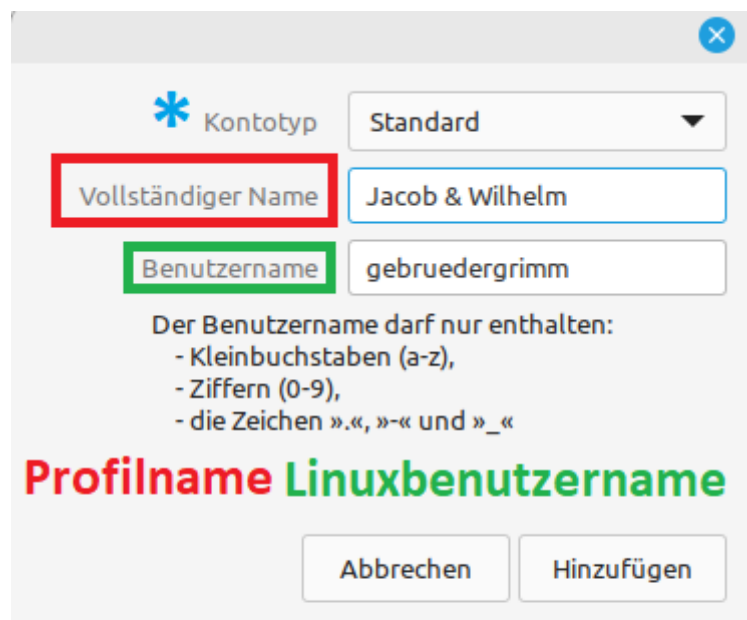 * Kontotyp Standard
Vollständiger Name Jacob & Wilhelm
Benutzername gebruedergrimm
Der Benutzername darf nur enthalten:
- Kleinbuchstaben (a-z),
- Ziffern (0-9),
- die Zeichen ».«, »-« und »_«
Profilname Linuxbenutzername
Abbrechen Hinzufügen